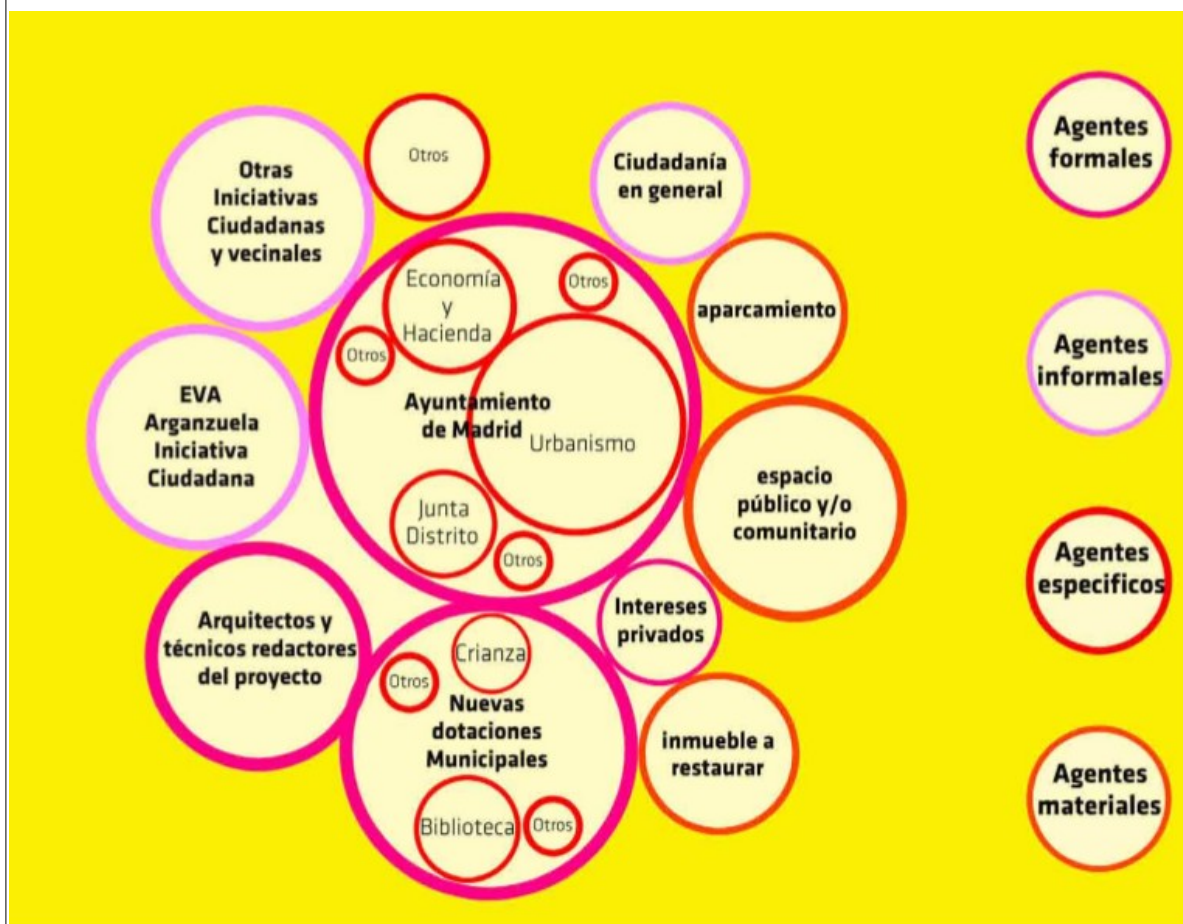 Otras
Iniciativas
Ciudadanas
y vecinales
Otros
Ciudadanía
en general
Economía
y
Hacienda
Otros
Otros
aparcamiento
EVA
Arganzuela
Iniciativa
Ciudadana
Ayuntamiento
de Madrid
Urbanismo
Junta
Distrito
Otros
espacio
público y/o
comunitario
Arquitectos y
técnicos redactores
del proyecto
Intereses
privados
Crianza
Otros
Nuevas
dotaciones
Municipales
Biblioteca
Otros
inmueble a
restaurar
Agentes
formales
Agentes
informales
Agentes
específicos
Agentes
materiales